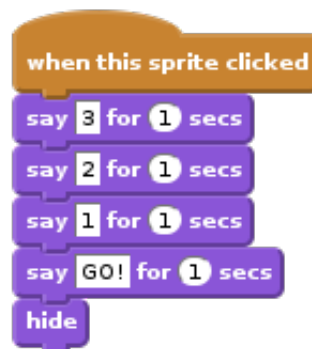 when this sprite clicked
say 3 for 1 secs
say 2 for 1 secs
say 1 for 1 secs
say GO! for 1 secs
hide